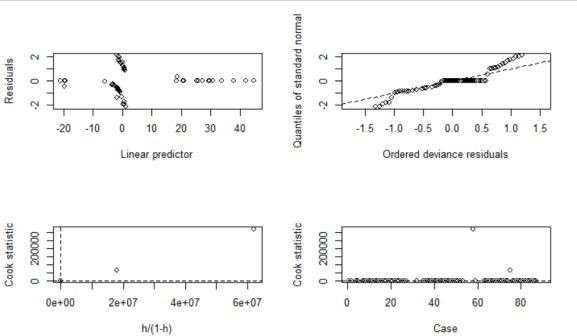 Residuals
2
0
-2
-20 -10 0 10 20 30 40
Linear predictor
Quantiles of standard normal
2
0
-2
-1.5 -1.0 -0.5 0.0 0.5 1.0 1.5
Ordered deviance residuals
Cook statistic
200000
0
0e+00 2e+07 4e+07 6e+07
h/(1-h)
Cook statistic
200000
0
0 20 40 60 80
Case